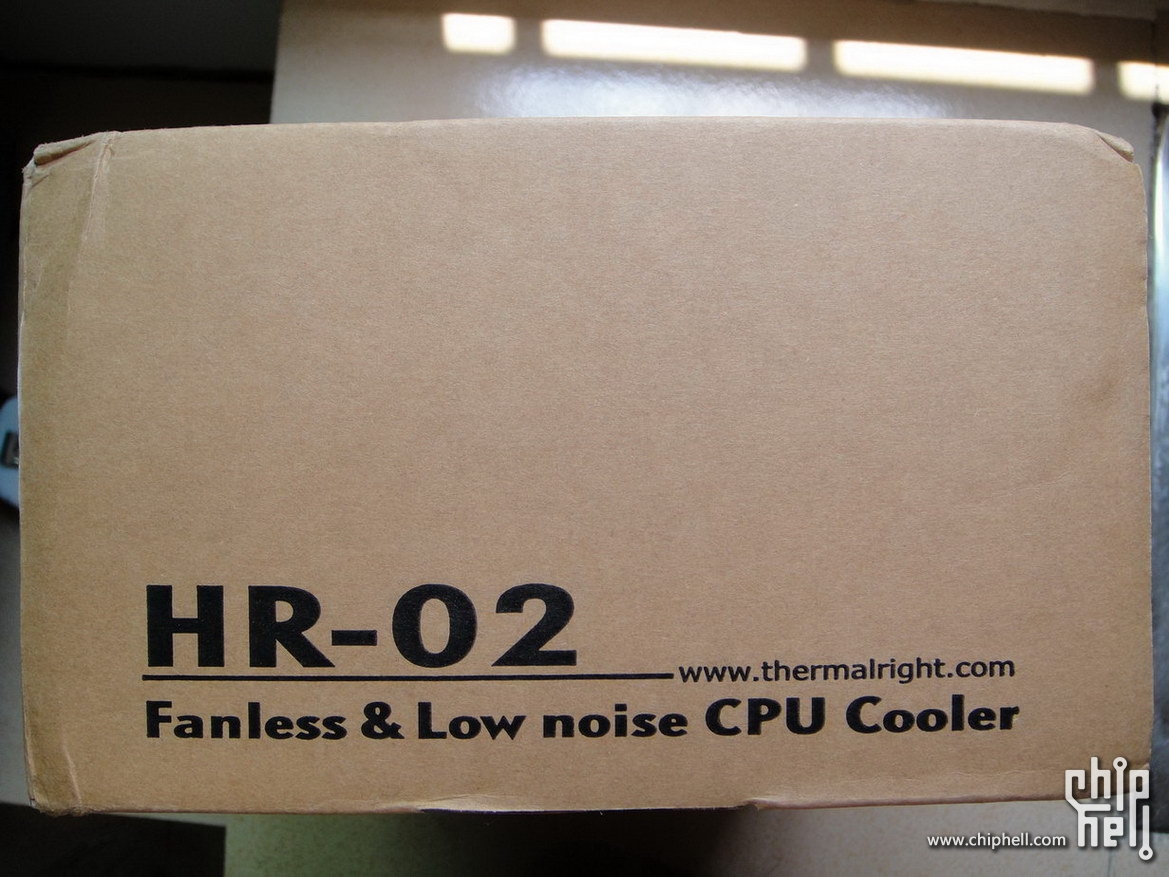 HR-02
www.thermalright.com
Fanless & Low noise CPU Cooler
chip
hell
www.chiphell.com